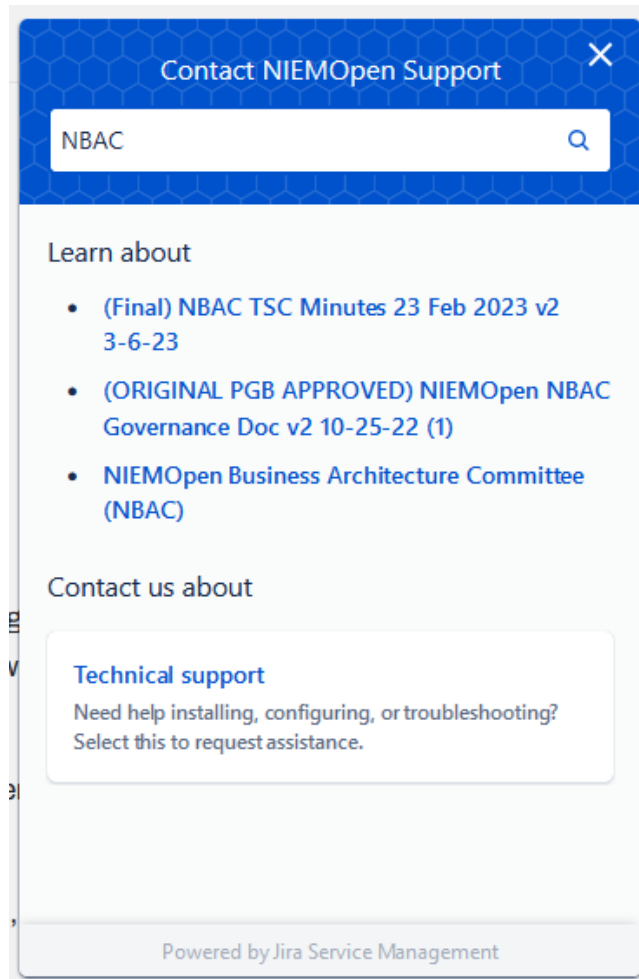 Contact NIEMOpen Support
NBAC
Learn about
(Final) NBAC TSC Minutes 23 Feb 2023 v2
3-6-23
(ORIGINAL PGB APPROVED) NIEMOpen NBAC
Governance Doc v2 10-25-22 (1)
NIEMOpen Business Architecture Committee
(NBAC)
Contact us about
Technical support
Need help installing, configuring, or troubleshooting?
Select this to request assistance.
Powered by Jira Service Management